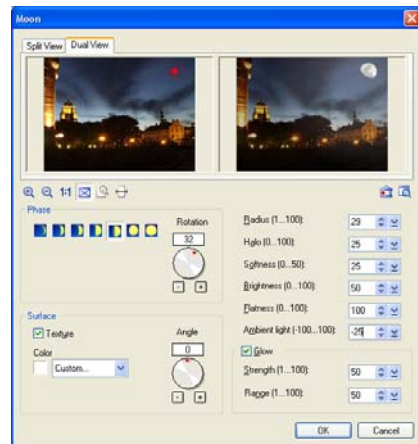 Moon
Split View Dual View
1:1
Phase
Rotation
32
- +
Surface
Texture
Color
Custom...
Angle
0
- +
Radius (1...100): 29
Halo (0...100): 25
Softness (0...50): 25
Brightness (0...100): 50
Flatness (0...100): 100
Ambient light (-100...100): -25
Glow
Strength (1...100): 50
Range (1...100): 50
OK Cancel